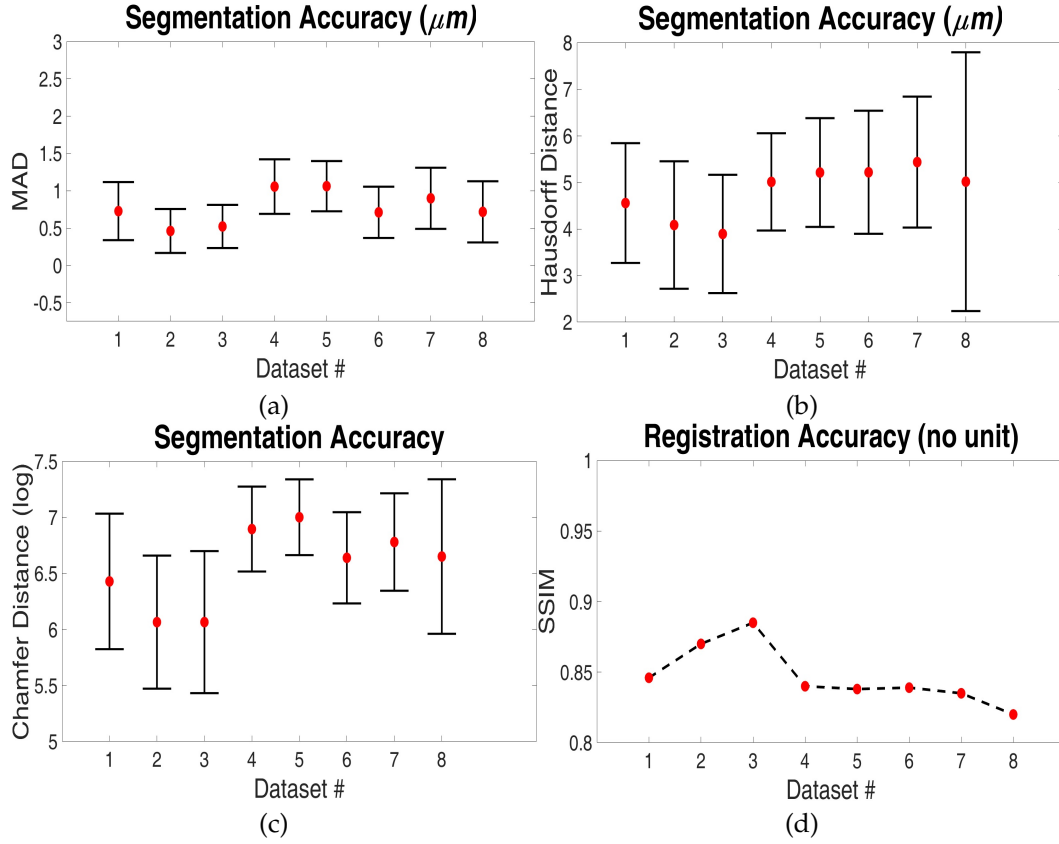 Segmentation Accuracy (μm)
3
2.5
2
1.5
1
0.5
0
-0.5
MAD
1 2 3 4 5 6 7 8
Dataset #
(a)
Segmentation Accuracy (μm)
8
7
6
5
4
3
2
Hausdorff Distance
1 2 3 4 5 6 7 8
Dataset #
(b)
Segmentation Accuracy
7.5
7
6.5
6
5.5
5
Chamfer Distance (log)
1 2 3 4 5 6 7 8
Dataset #
(c)
Registration Accuracy (no unit)
1
0.95
0.9
0.85
0.8
SSIM
1 2 3 4 5 6 7 8
Dataset #
(d)